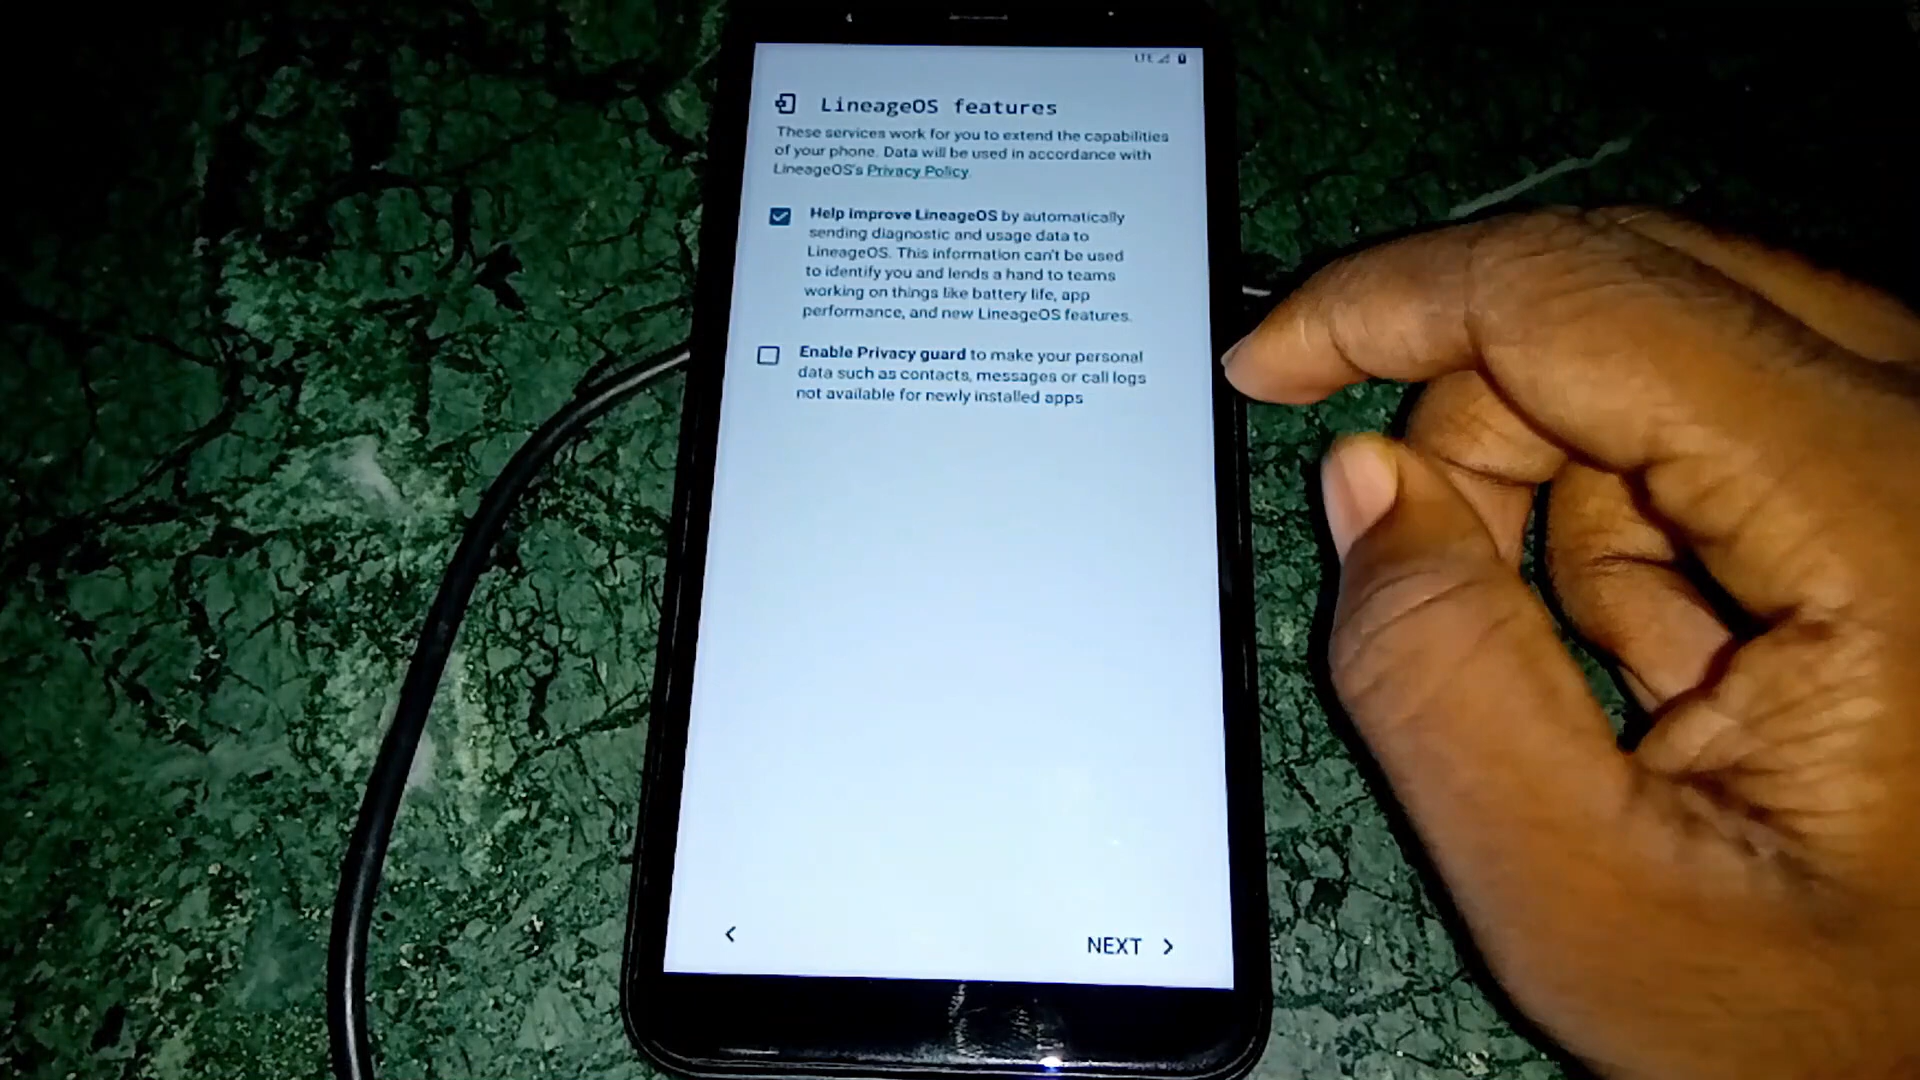 LTE
LineageOS features
These services work for you to extend the capabilities
of your phone. Data will be used in accordance with
LineageOS's Privacy Policy.
Help improve LineageOS by automatically
sending diagnostic and usage data to
LineageOS. This information can't be used
to identify you and lends a hand to teams
working on things like battery life, app
performance, and new LineageOS features.
Enable Privacy guard to make your personal
data such as contacts, messages or call logs
not available for newly installed apps
NEXT